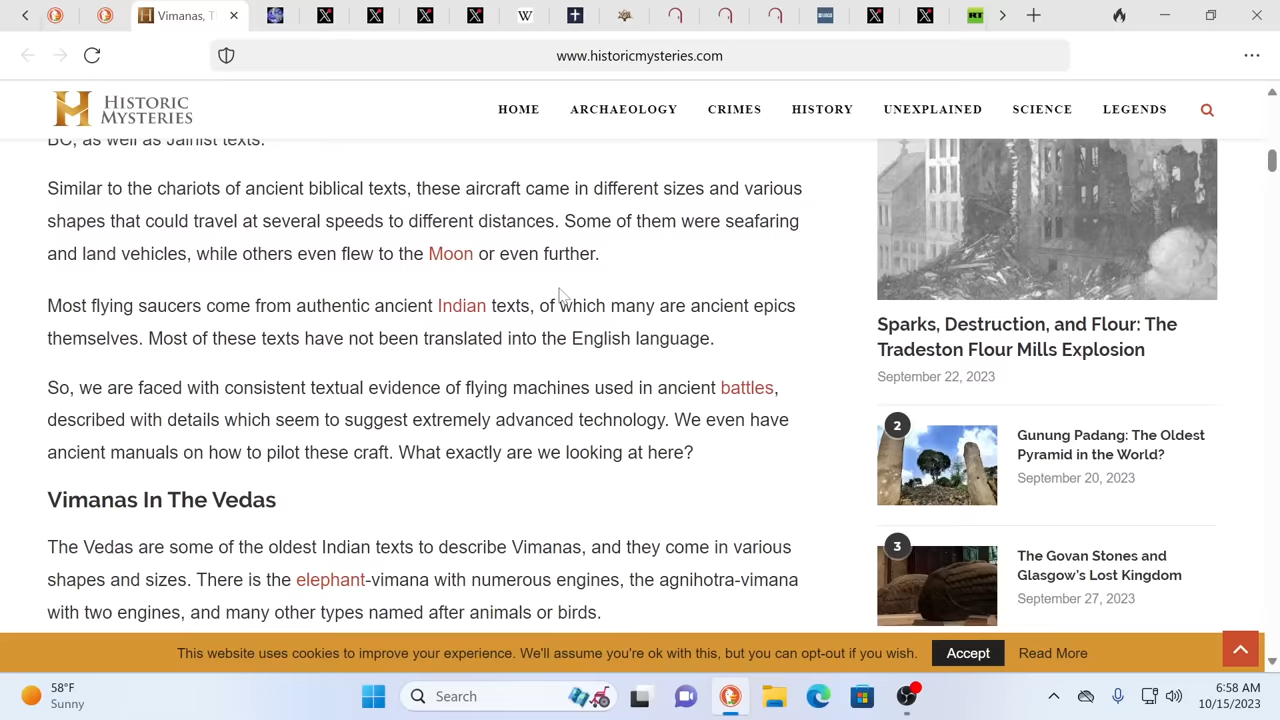 Vimanas, T
W
RT
www.historicmysteries.com
HISTORIC
MYSTERIES
HOME
ARCHAEOLOGY
CRIMES
HISTORY
UNEXPLAINED
SCIENCE
LEGENDS
BC, as well as Jainist texts.
Similar to the chariots of ancient biblical texts, these aircraft came in different sizes and various
shapes that could travel at several speeds to different distances. Some of them were seafaring
and land vehicles, while others even flew to the Moon or even further.
Most flying saucers come from authentic ancient Indian texts, of which many are ancient epics
themselves. Most of these texts have not been translated into the English language.
So, we are faced with consistent textual evidence of flying machines used in ancient battles,
described with details which seem to suggest extremely advanced technology. We even have
ancient manuals on how to pilot these craft. What exactly are we looking at here?
Vimanas In The Vedas
The Vedas are some of the oldest Indian texts to describe Vimanas, and they come in various
shapes and sizes. There is the elephant-vimana with numerous engines, the agnihotra-vimana
with two engines, and many other types named after animals or birds.
Sparks, Destruction, and Flour: The
Tradeston Flour Mills Explosion
September 22, 2023
2
Gunung Padang: The Oldest
Pyramid in the World?
September 20, 2023
3
The Govan Stones and
Glasgow's Lost Kingdom
September 27, 2023
This website uses cookies to improve your experience. We'll assume you're ok with this, but you can opt-out if you wish.
Accept
Read More
58°F
Sunny
Search
6:58 AM
10/15/2023